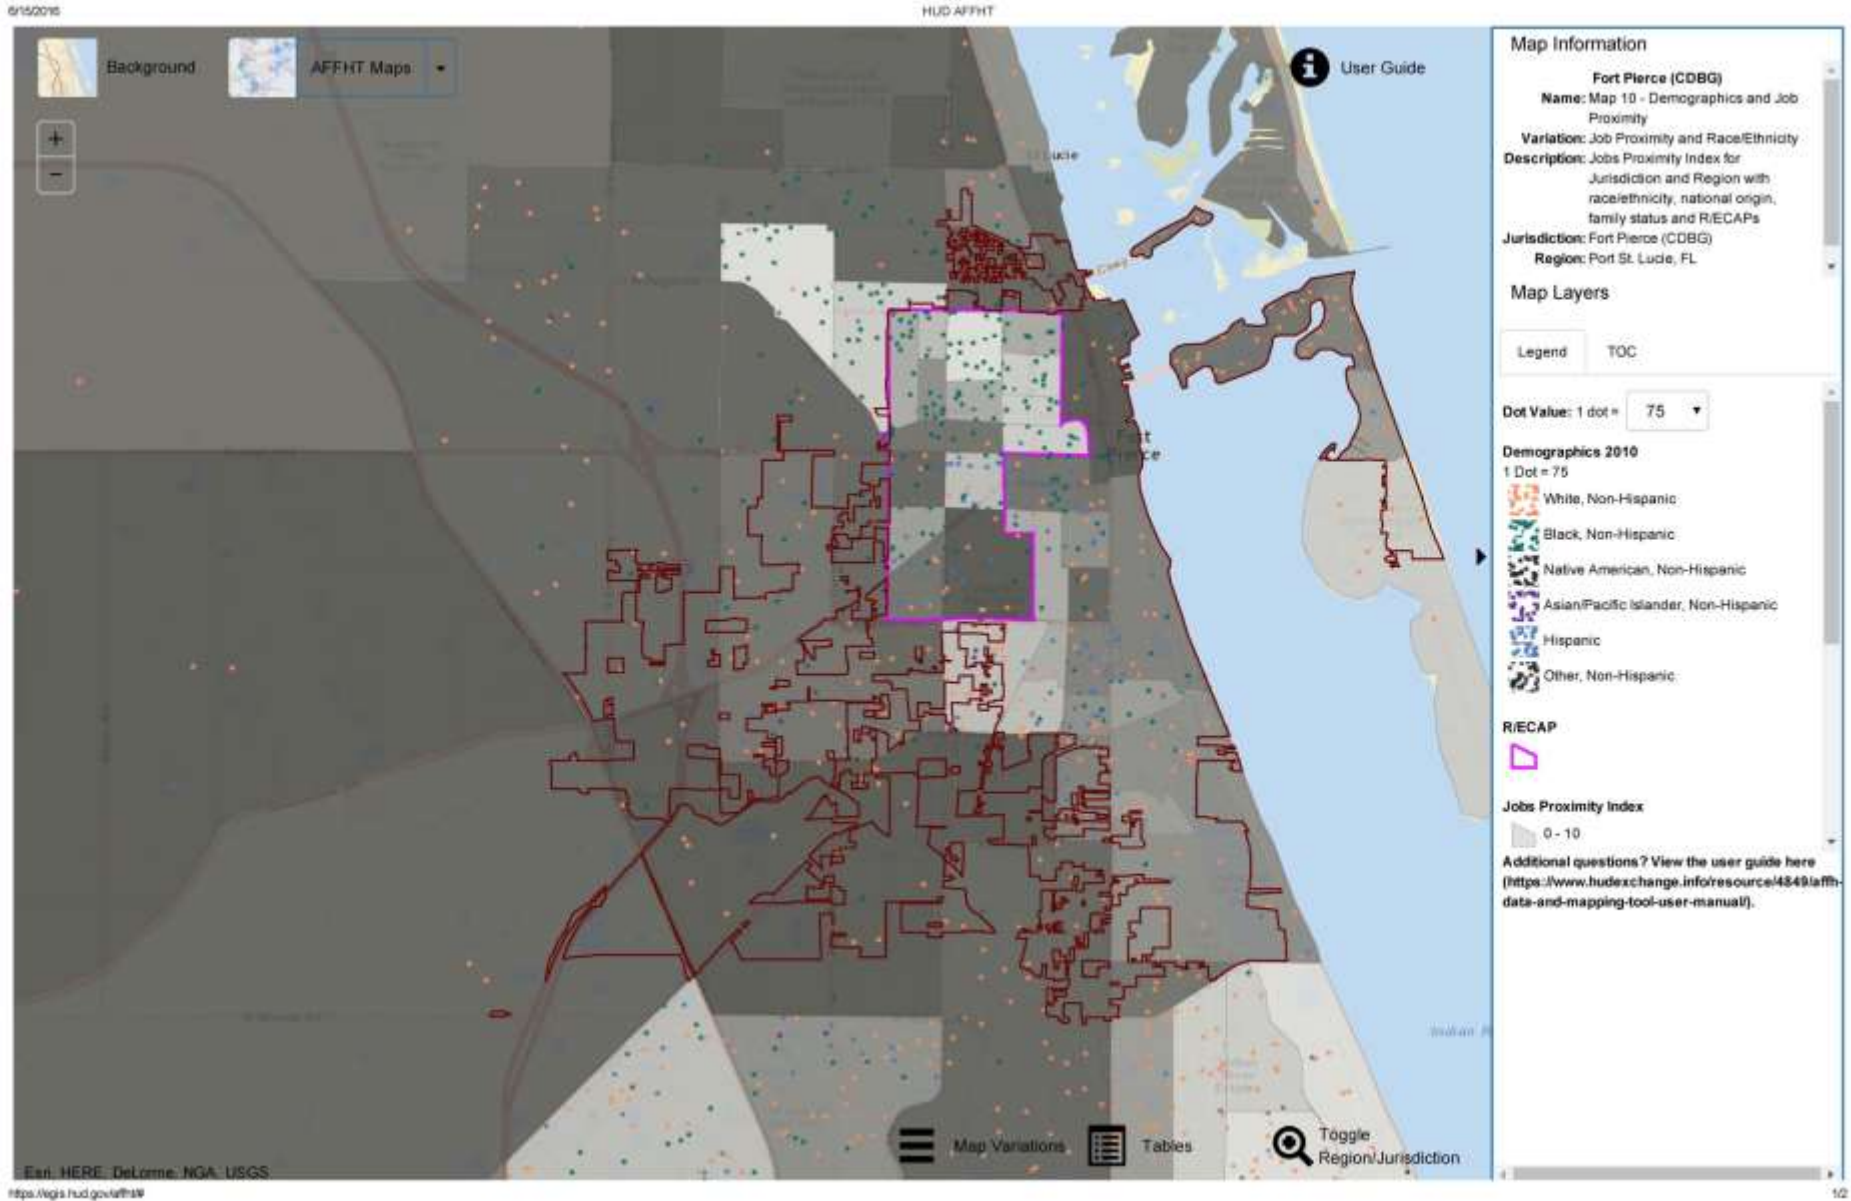 6/15/2016
HUD AFFHT
Background
AFFHT Maps
User Guide
+
−
Fort Pierce
Map Information
Fort Pierce (CDBG)
Name: Map 10 - Demographics and Job
Proximity
Variation: Job Proximity and Race/Ethnicity
Description: Jobs Proximity Index for
Jurisdiction and Region with
race/ethnicity, national origin,
family status and R/ECAPs
Jurisdiction: Fort Pierce (CDBG)
Region: Port St. Lucie, FL
Map Layers
Legend
TOC
Dot Value: 1 dot = 75
Demographics 2010
1 Dot = 75
White, Non-Hispanic
Black, Non-Hispanic
Native American, Non-Hispanic
Asian/Pacific Islander, Non-Hispanic
Hispanic
Other, Non-Hispanic
R/ECAP
Jobs Proximity Index
0 - 10
Additional questions? View the user guide here
(https://www.hudexchange.info/resource/4849/affh-
data-and-mapping-tool-user-manual/).
Map Variations
Tables
Toggle
Region/Jurisdiction
Esri, HERE, DeLorme, NGA, USGS
https://egis.hud.gov/affht/#
1/2